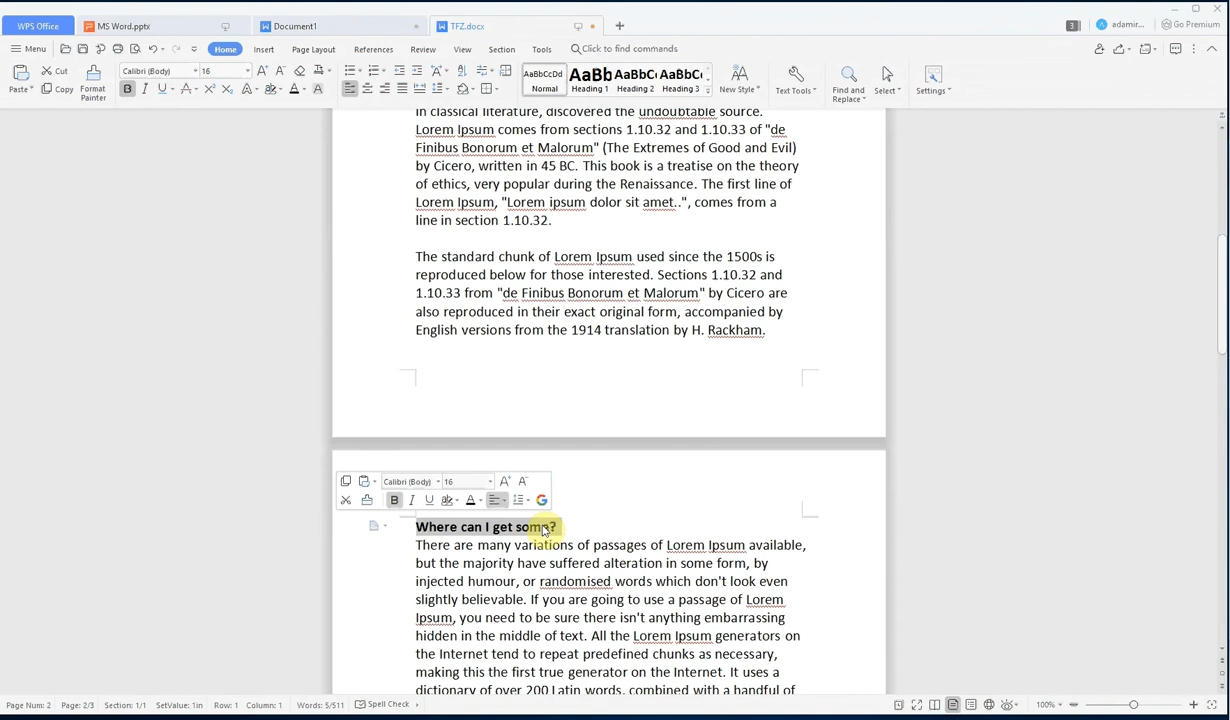 WPS Office MS Word.pptx Document1 TFZ.docx 3 adamir... Go Premium
Menu Home Insert Page Layout References Review View Section Tools Click to find commands
Paste Cut Copy Format Painter Calibri (Body) 16 AaBbCcDd Normal AaBb Heading 1 AaBbC Heading 2 AaBbC Heading 3 New Style Text Tools Find and Replace Select Settings
in classical literature, discovered the undoubtable source.
Lorem Ipsum comes from sections 1.10.32 and 1.10.33 of "de
Finibus Bonorum et Malorum" (The Extremes of Good and Evil)
by Cicero, written in 45 BC. This book is a treatise on the theory
of ethics, very popular during the Renaissance. The first line of
Lorem Ipsum, "Lorem ipsum dolor sit amet..", comes from a
line in section 1.10.32.
The standard chunk of Lorem Ipsum used since the 1500s is
reproduced below for those interested. Sections 1.10.32 and
1.10.33 from "de Finibus Bonorum et Malorum" by Cicero are
also reproduced in their exact original form, accompanied by
English versions from the 1914 translation by H. Rackham.
Calibri (Body) 16
Where can I get some?
There are many variations of passages of Lorem Ipsum available,
but the majority have suffered alteration in some form, by
injected humour, or randomised words which don't look even
slightly believable. If you are going to use a passage of Lorem
Ipsum, you need to be sure there isn't anything embarrassing
hidden in the middle of text. All the Lorem Ipsum generators on
the Internet tend to repeat predefined chunks as necessary,
making this the first true generator on the Internet. It uses a
dictionary of over 200 Latin words, combined with a handful of
Page Num: 2 Page: 2/3 Section: 1/1 SetValue: 1in Row: 1 Column: 1 Words: 5/511 Spell Check 100%